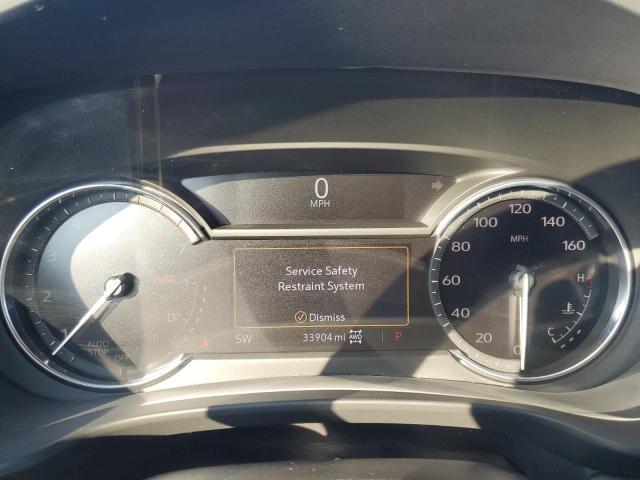 0
MPH
Service Safety
Restraint System
Dismiss
SW 33904 mi AWD P
1 2 3 4 7
AUTO
STOP
OFF
0 20 40 60 80 100 120 140 160
MPH
H
C